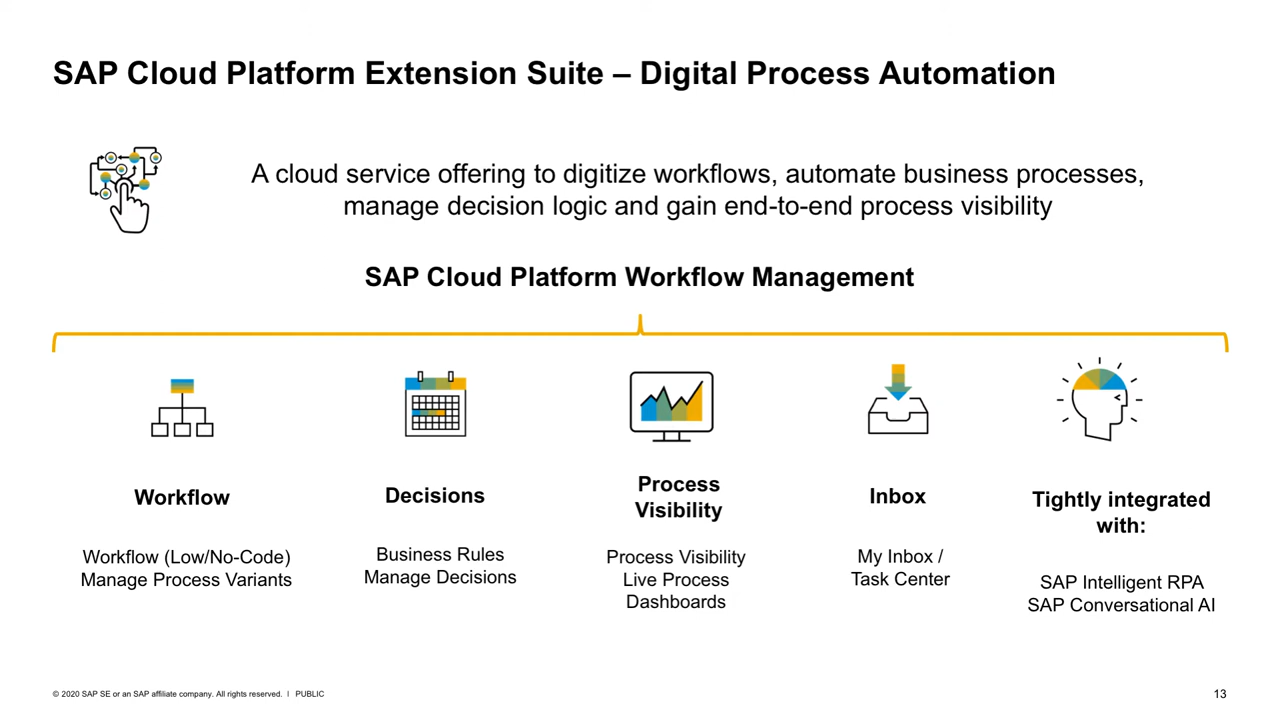 SAP Cloud Platform Extension Suite – Digital Process Automation
A cloud service offering to digitize workflows, automate business processes,
manage decision logic and gain end-to-end process visibility
SAP Cloud Platform Workflow Management
Workflow
Workflow (Low/No-Code)
Manage Process Variants
Decisions
Business Rules
Manage Decisions
Process
Visibility
Process Visibility
Live Process
Dashboards
Inbox
My Inbox /
Task Center
Tightly integrated
with:
SAP Intelligent RPA
SAP Conversational AI
© 2020 SAP SE or an SAP affiliate company. All rights reserved. | PUBLIC
13